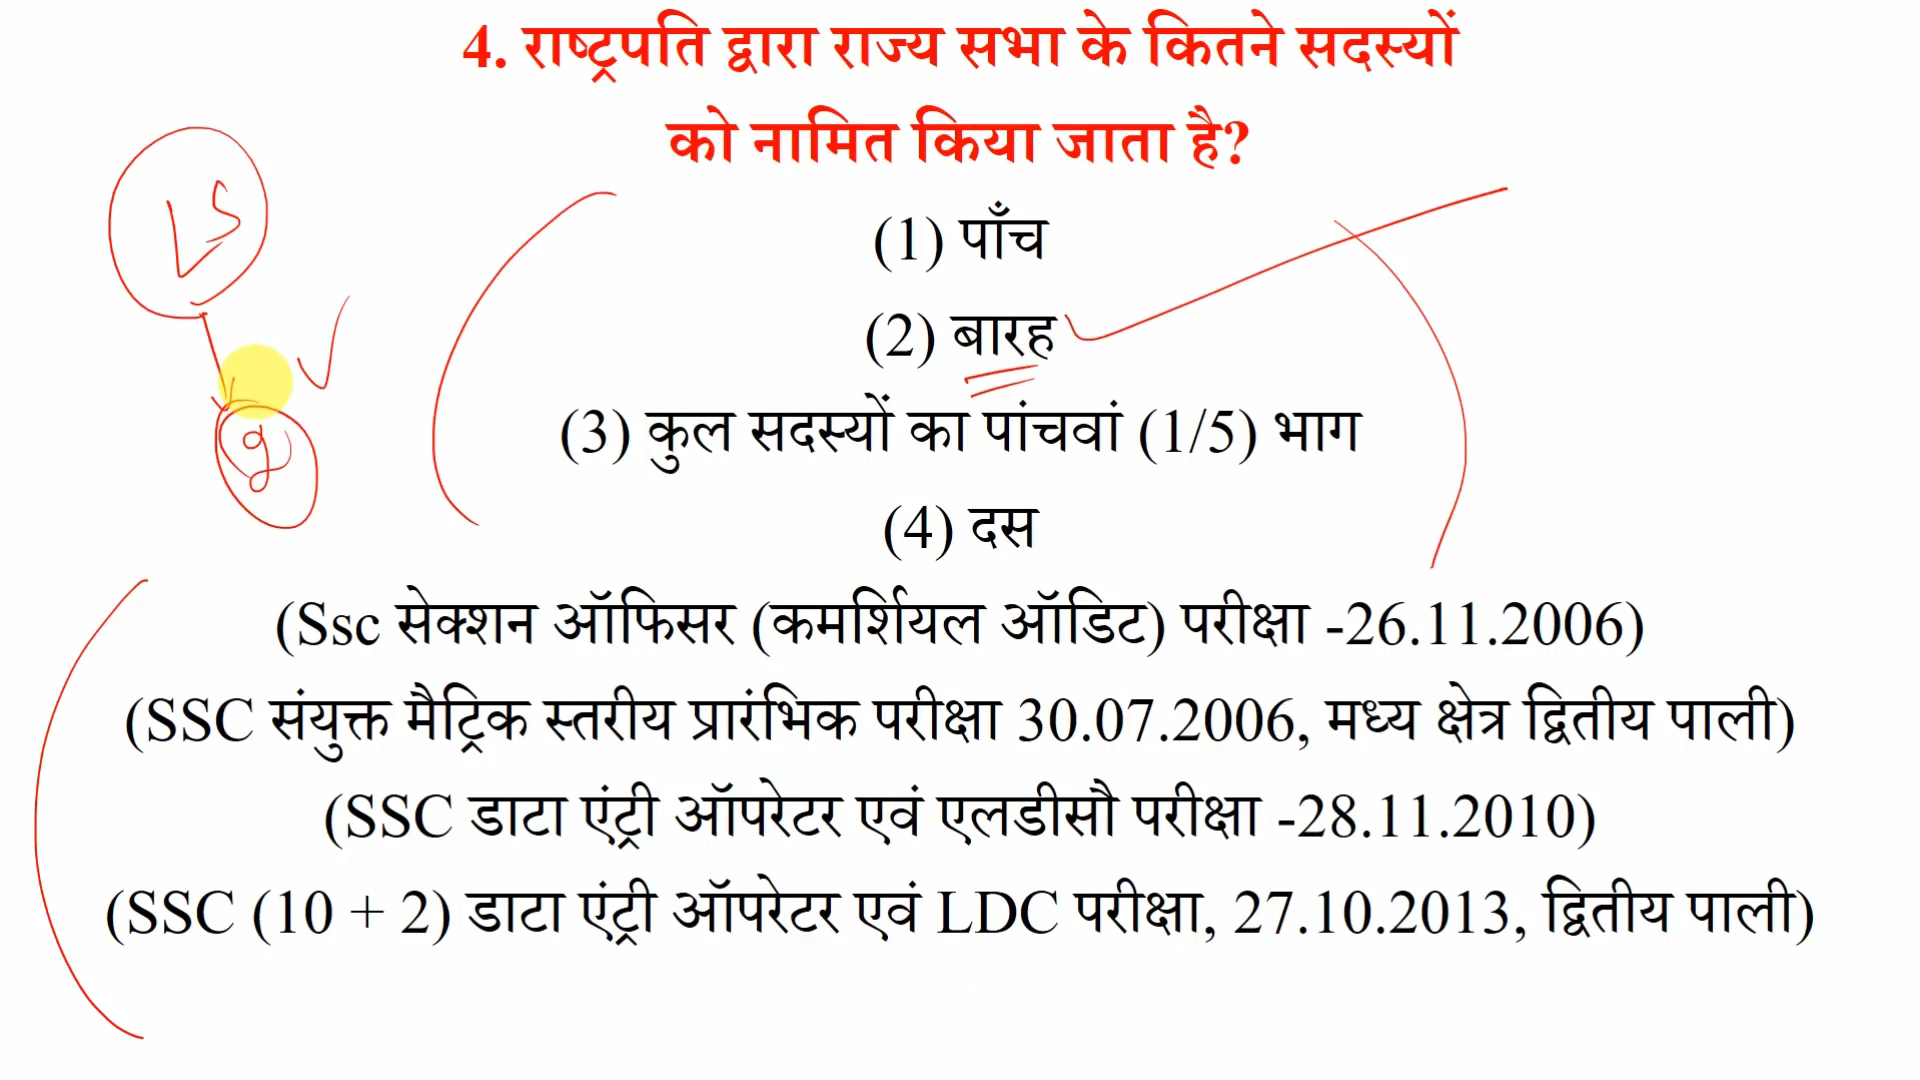 4. राष्ट्रपति द्वारा राज्य सभा के कितने सदस्यों
को नामित किया जाता है?
LS
(1) पाँच
(2) बारह
(3) कुल सदस्यों का पांचवां (1/5) भाग
(4) दस
(Ssc सेक्शन ऑफिसर (कमर्शियल ऑडिट) परीक्षा -26.11.2006)
(SSC संयुक्त मैट्रिक स्तरीय प्रारंभिक परीक्षा 30.07.2006, मध्य क्षेत्र द्वितीय पाली)
(SSC डाटा एंट्री ऑपरेटर एवं एलडीसौ परीक्षा -28.11.2010)
(SSC (10 + 2) डाटा एंट्री ऑपरेटर एवं LDC परीक्षा, 27.10.2013, द्वितीय पाली)